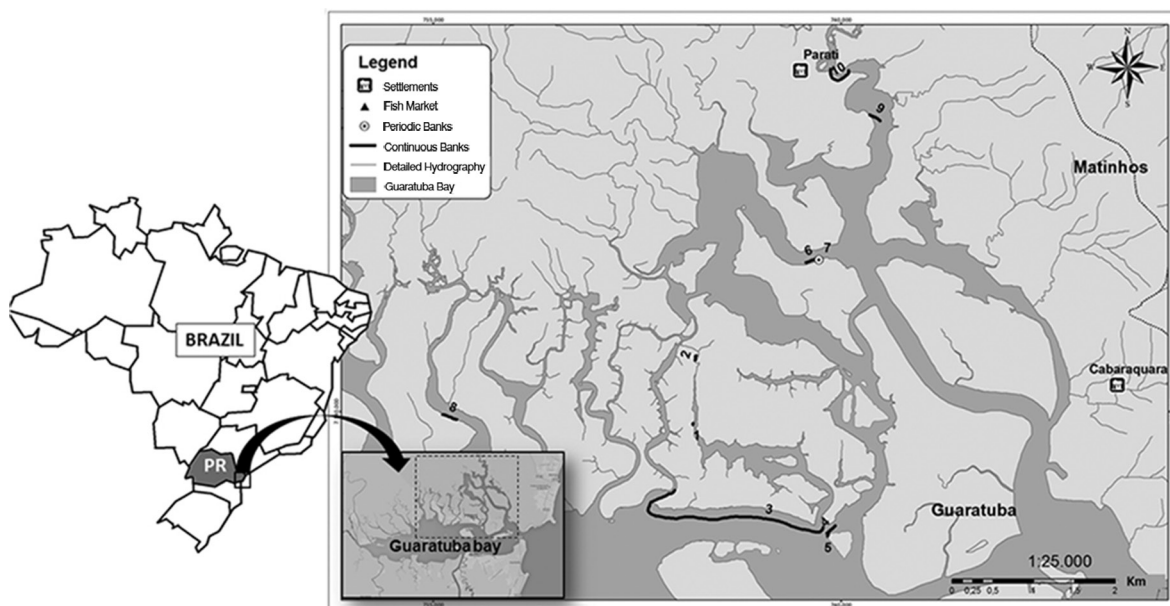 Legend
Settlements
Fish Market
Periodic Banks
Continuous Banks
Detailed Hydrography
Guaratuba Bay
Parati
10
9
N
S
Matinhos
6 7
BRAZIL
2
Cabaraquara
8
1
PR
3
Guaratuba
5
Guaratuba bay
1:25.000
Km
0 0,25 0,5 1 1,5 2